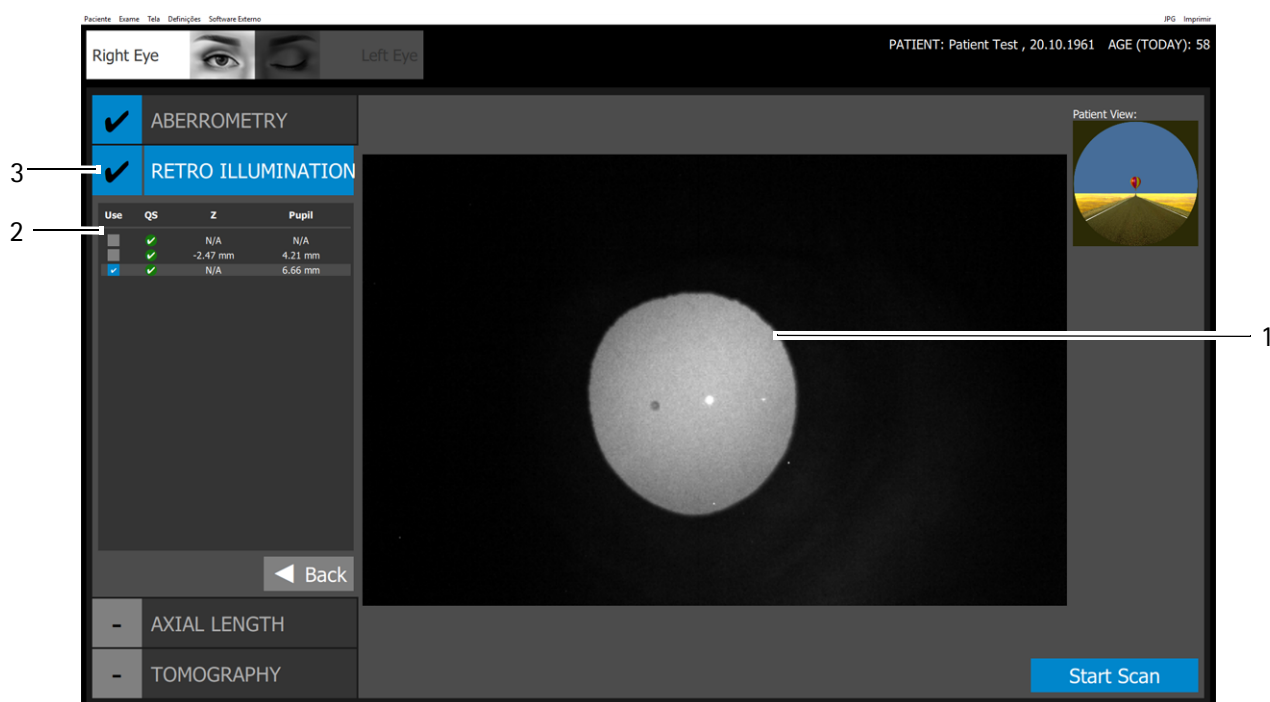 Paciente Exame Tela Definições Software Externo JPG Imprimir
Right Eye Left Eye PATIENT: Patient Test , 20.10.1961 AGE (TODAY): 58
✔ ABERROMETRY
Patient View:
3 ✔ RETRO ILLUMINATION
Use QS Z Pupil
2
N/A N/A
-2.47 mm 4.21 mm
N/A 6.66 mm
1
Back
- AXIAL LENGTH
- TOMOGRAPHY
Start Scan